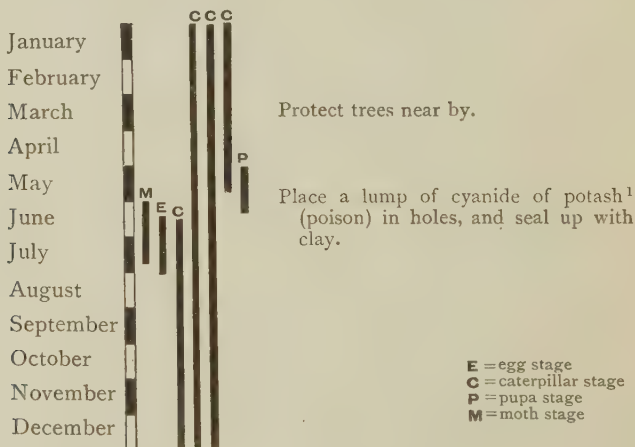 C C C
January
February
March Protect trees near by.
April
P
May
M
Place a lump of cyanide of potash¹
E C
June (poison) in holes, and seal up with
clay.
July
August
September
October
E = egg stage
C = caterpillar stage
November
P = pupa stage
M = moth stage
December